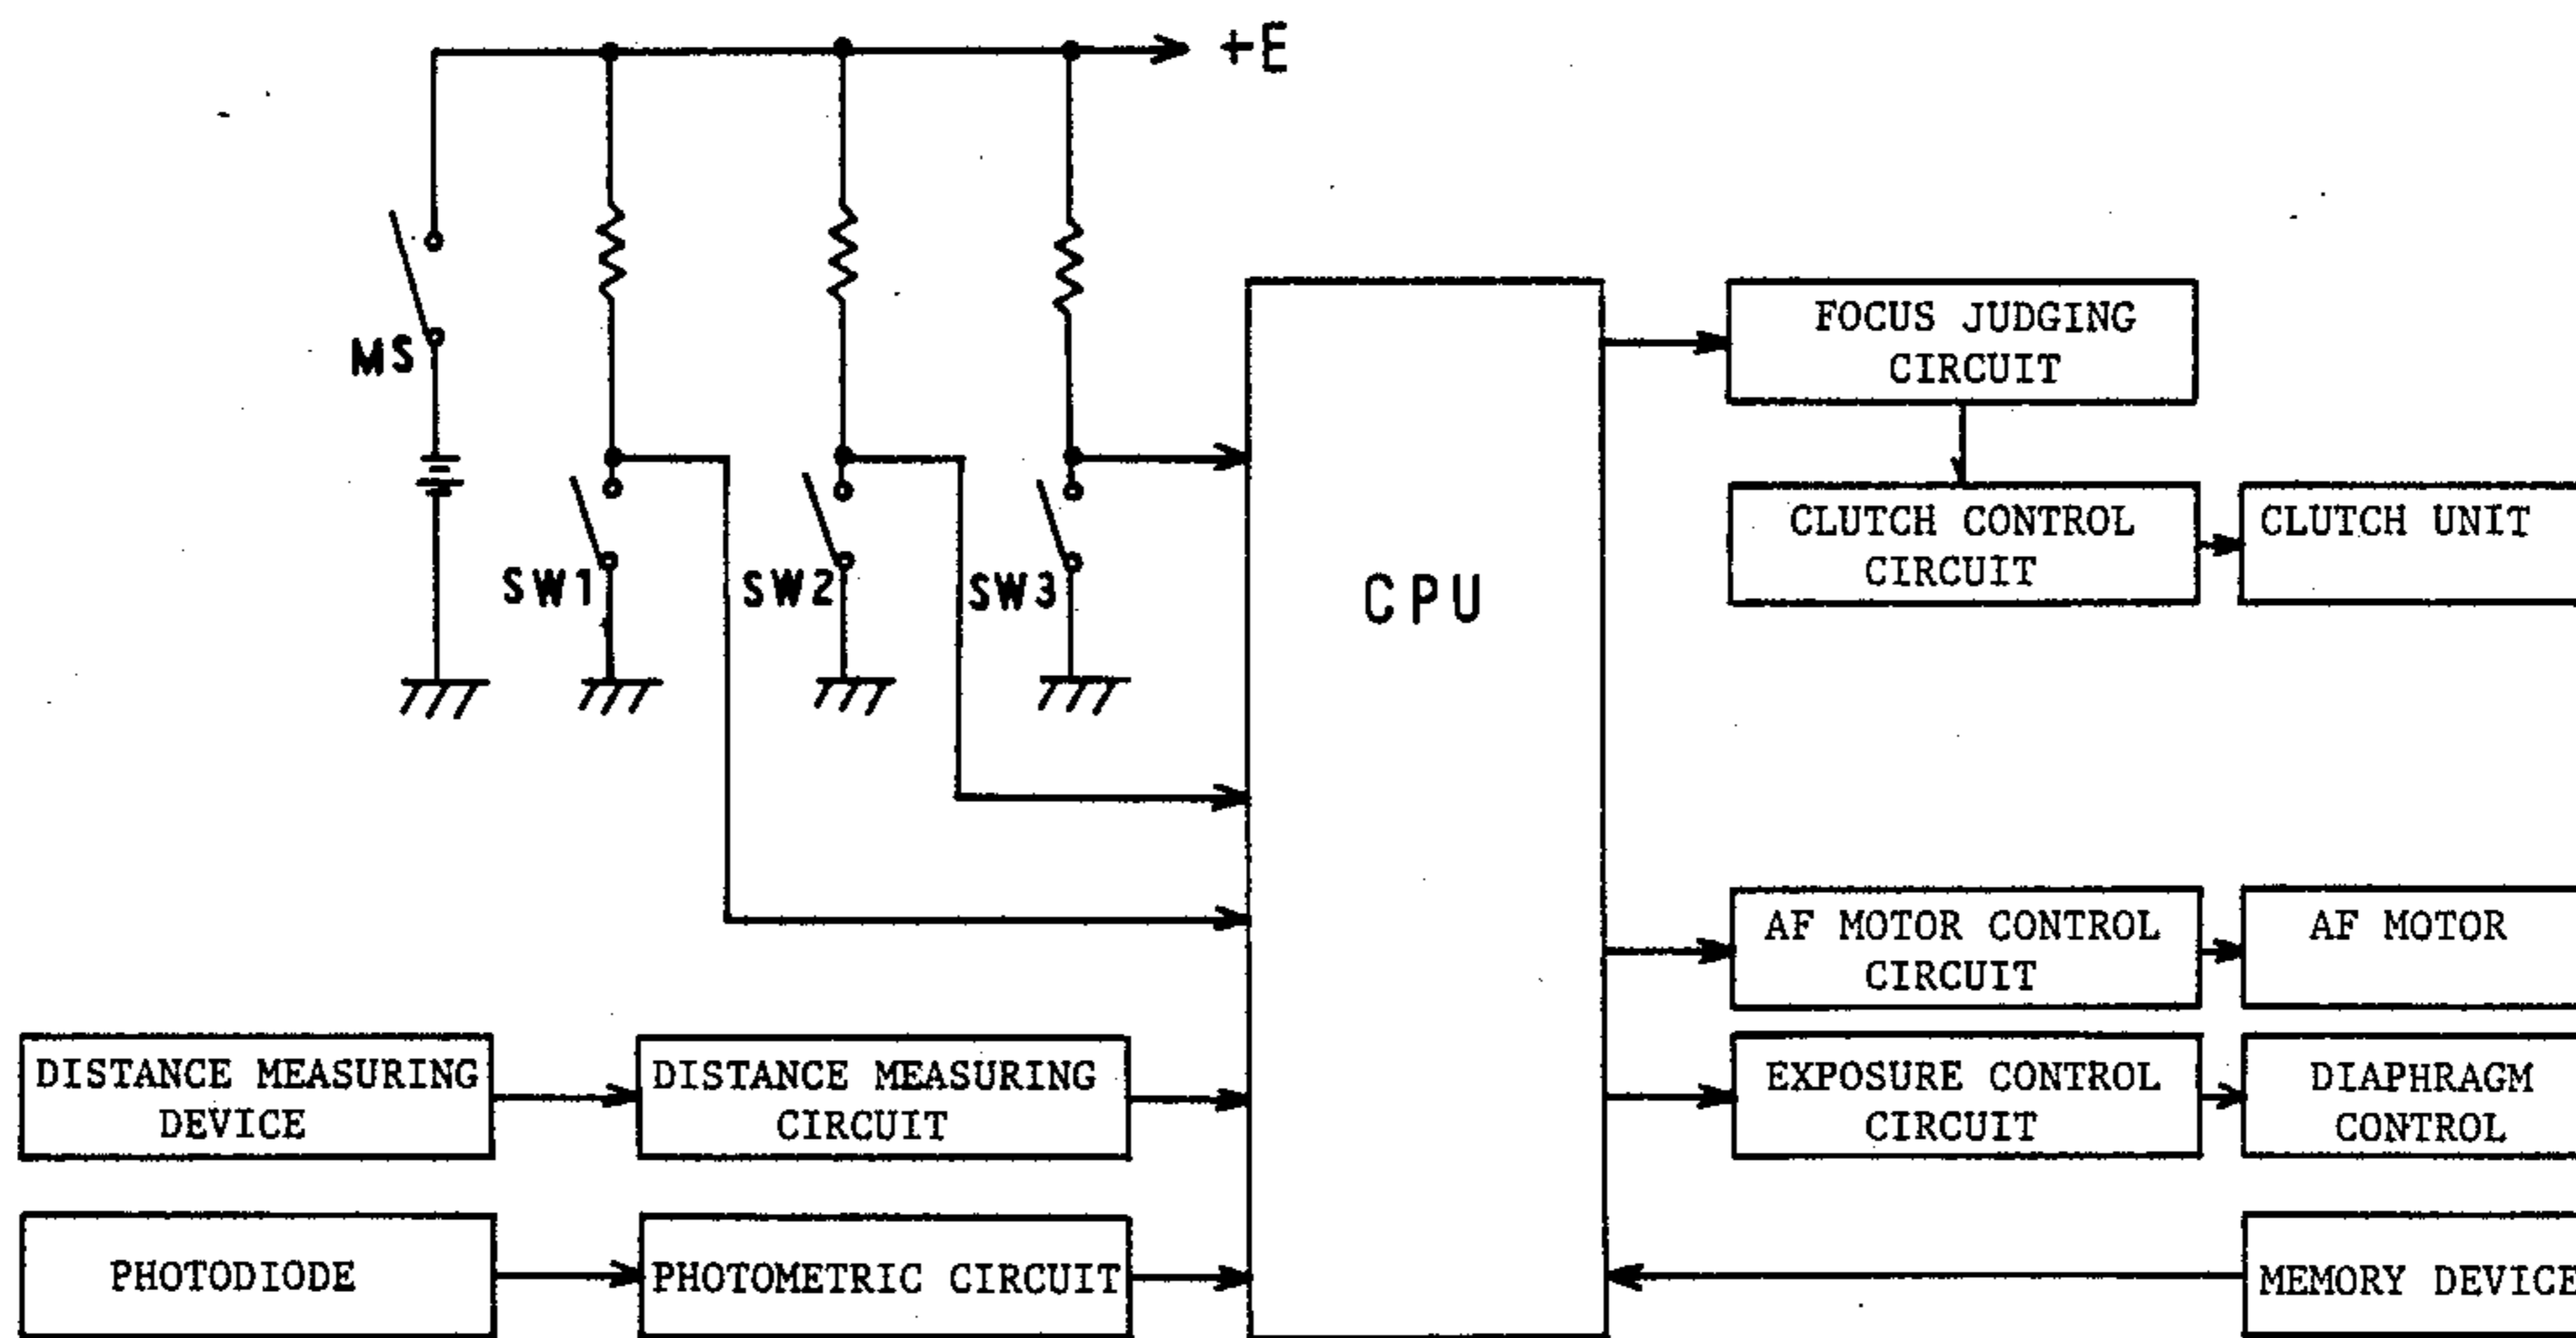 +E
MS
SW1
SW2
SW3
CPU
FOCUS JUDGING
CIRCUIT
CLUTCH CONTROL
CIRCUIT
CLUTCH UNIT
AF MOTOR CONTROL
CIRCUIT
AF MOTOR
DISTANCE MEASURING
DEVICE
DISTANCE MEASURING
CIRCUIT
EXPOSURE CONTROL
CIRCUIT
DIAPHRAGM
CONTROL
PHOTODIODE
PHOTOMETRIC CIRCUIT
MEMORY DEVICE